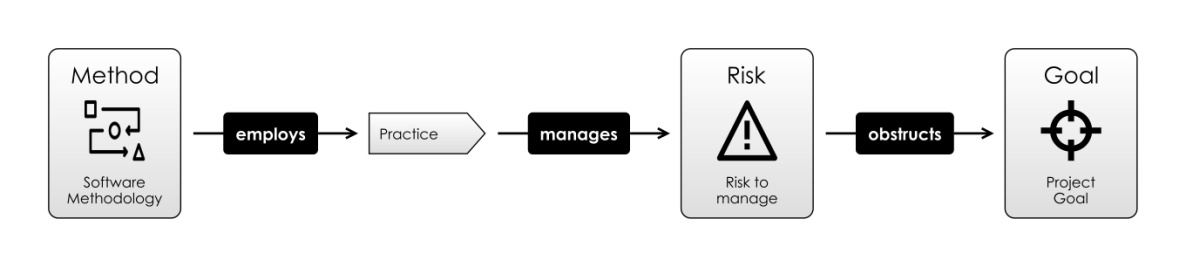 Method
Software
Methodology
employs
Practice
manages
Risk
Risk to
manage
obstructs
Goal
Project
Goal